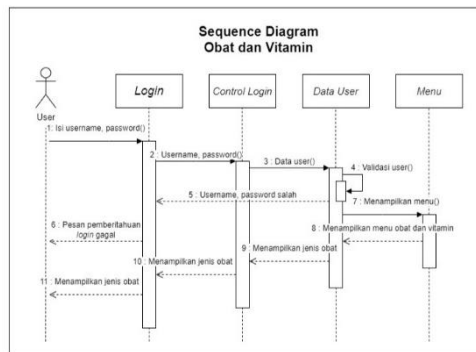 Sequence Diagram
Obat dan Vitamin
Login
Control Login
Data User
Menu
User
1: Isi username, password()
2 : Username, password()
3 : Data user()
4 : Validasi user()
5 : Username, password salah
7 : Menampilkan menu()
6 : Pesan pemberitahuan
login gagal
8 : Menampilkan menu obat dan vitamin
9 : Menampilkan jenis obat
10 : Menampilkan jenis obat
11 : Menampilkan jenis obat